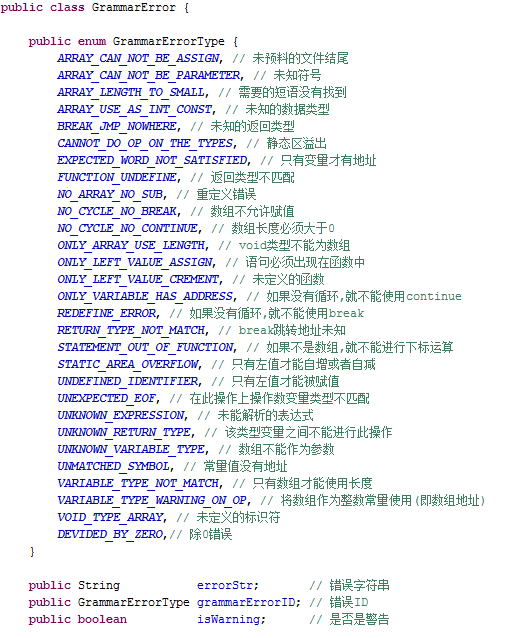 public class GrammarError {
public enum GrammarErrorType {
ARRAY_CAN_NOT_BE_ASSIGN, // 未预料的文件结尾
ARRAY_CAN_NOT_BE_PARAMETER, // 未知符号
ARRAY_LENGTH_TO_SMALL, // 需要的短语没有找到
ARRAY_USE_AS_INT_CONST, // 未知的数据类型
BREAK_JMP_NOWHERE, // 未知的返回类型
CANNOT_DO_OP_ON_THE_TYPES, // 静态区溢出
EXPECTED_WORD_NOT_SATISFIED, // 只有变量才有地址
FUNCTION_UNDEFINE, // 返回类型不匹配
NO_ARRAY_NO_SUB, // 重定义错误
NO_CYCLE_NO_BREAK, // 数组不允许赋值
NO_CYCLE_NO_CONTINUE, // 数组长度必须大于0
ONLY_ARRAY_USE_LENGTH, // void类型不能为数组
ONLY_LEFT_VALUE_ASSIGN, // 语句必须出现在函数中
ONLY_LEFT_VALUE_CREMENT, // 未定义的函数
ONLY_VARIABLE_HAS_ADDRESS, // 如果没有循环,就不能使用continue
REDEFINE_ERROR, // 如果没有循环,就不能使用break
RETURN_TYPE_NOT_MATCH, // break跳转地址未知
STATEMENT_OUT_OF_FUNCTION, // 如果不是数组,就不能进行下标运算
STATIC_AREA_OVERFLOW, // 只有左值才能自增或者自减
UNDEFINED_IDENTIFIER, // 只有左值才能被赋值
UNEXPECTED_EOF, // 在此操作上操作数变量类型不匹配
UNKNOWN_EXPRESSION, // 未能解析的表达式
UNKNOWN_RETURN_TYPE, // 该类型变量之间不能进行此操作
UNKNOWN_VARIABLE_TYPE, // 数组不能作为参数
UNMATCHED_SYMBOL, // 常量值没有地址
VARIABLE_TYPE_NOT_MATCH, // 只有数组才能使用长度
VARIABLE_TYPE_WARNING_ON_OP, // 将数组作为整数常量使用(即数组地址)
VOID_TYPE_ARRAY, // 未定义的标识符
DEVIDED_BY_ZERO,// 除0错误
}
public String errorStr; // 错误字符串
public GrammarErrorType grammarErrorID; // 错误ID
public boolean isWarning; // 是否是警告